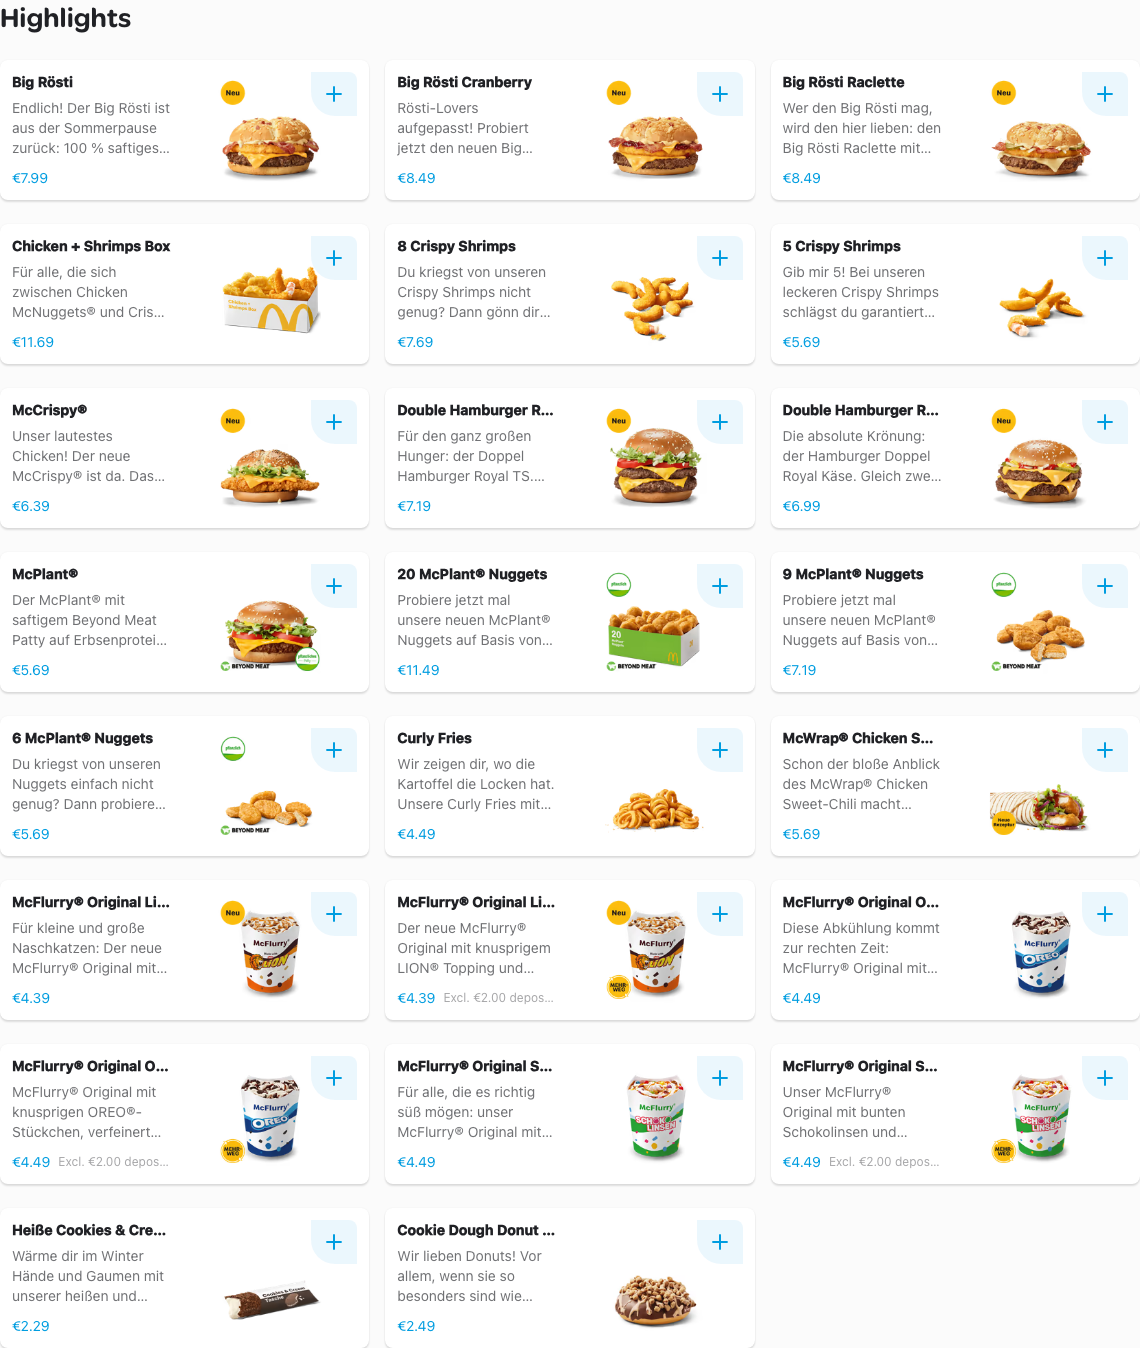 Highlights
Big Rösti
Endlich! Der Big Rösti ist
aus der Sommerpause
zurück: 100 % saftiges...
€7.99
Neu
Big Rösti Cranberry
Rösti-Lovers
aufgepasst! Probiert
jetzt den neuen Big...
€8.49
Neu
Big Rösti Raclette
Wer den Big Rösti mag,
wird den hier lieben: den
Big Rösti Raclette mit...
€8.49
Neu
Chicken + Shrimps Box
Für alle, die sich
zwischen Chicken
McNuggets® und Cris...
€11.69
Chicken +
Shrimps Box
8 Crispy Shrimps
Du kriegst von unseren
Crispy Shrimps nicht
genug? Dann gönn dir...
€7.69
5 Crispy Shrimps
Gib mir 5! Bei unseren
leckeren Crispy Shrimps
schlägst du garantiert...
€5.69
McCrispy®
Unser lautestes
Chicken! Der neue
McCrispy® ist da. Das...
€6.39
Neu
Double Hamburger R...
Für den ganz großen
Hunger: der Doppel
Hamburger Royal TS....
€7.19
Neu
Double Hamburger R...
Die absolute Krönung:
der Hamburger Doppel
Royal Käse. Gleich zwe...
€6.99
Neu
McPlant®
Der McPlant® mit
saftigem Beyond Meat
Patty auf Erbsenprotei...
€5.69
BEYOND MEAT
20 McPlant® Nuggets
Probiere jetzt mal
unsere neuen McPlant®
Nuggets auf Basis von...
€11.49
20
BEYOND MEAT
9 McPlant® Nuggets
Probiere jetzt mal
unsere neuen McPlant®
Nuggets auf Basis von...
€7.19
BEYOND MEAT
6 McPlant® Nuggets
Du kriegst von unseren
Nuggets einfach nicht
genug? Dann probiere...
€5.69
BEYOND MEAT
Curly Fries
Wir zeigen dir, wo die
Kartoffel die Locken hat.
Unsere Curly Fries mit...
€4.49
McWrap® Chicken S...
Schon der bloße Anblick
des McWrap® Chicken
Sweet-Chili macht...
€5.69
Neue
Rezeptur
McFlurry® Original Li...
Für kleine und große
Naschkatzen: Der neue
McFlurry® Original mit...
€4.39
Neu
McFlurry
LION
McFlurry® Original Li...
Der neue McFlurry®
Original mit knusprigem
LION® Topping und...
€4.39 Excl. €2.00 depos...
Neu
McFlurry
LION
MEHR-
WEG
McFlurry® Original O...
Diese Abkühlung kommt
zur rechten Zeit:
McFlurry® Original mit...
€4.49
McFlurry
OREO
McFlurry® Original O...
McFlurry® Original mit
knusprigen OREO®-
Stückchen, verfeinert...
€4.49 Excl. €2.00 depos...
McFlurry
OREO
MEHR-
WEG
McFlurry® Original S...
Für alle, die es richtig
süß mögen: unser
McFlurry® Original mit...
€4.49
McFlurry
SCHOKO
LINSEN
McFlurry® Original S...
Unser McFlurry®
Original mit bunten
Schokolinsen und...
€4.49 Excl. €2.00 depos...
McFlurry
SCHOKO
LINSEN
MEHR-
WEG
Heiße Cookies & Cre...
Wärme dir im Winter
Hände und Gaumen mit
unserer heißen und...
€2.29
Cookies & Cream
Tasche
Cookie Dough Donut ...
Wir lieben Donuts! Vor
allem, wenn sie so
besonders sind wie...
€2.49